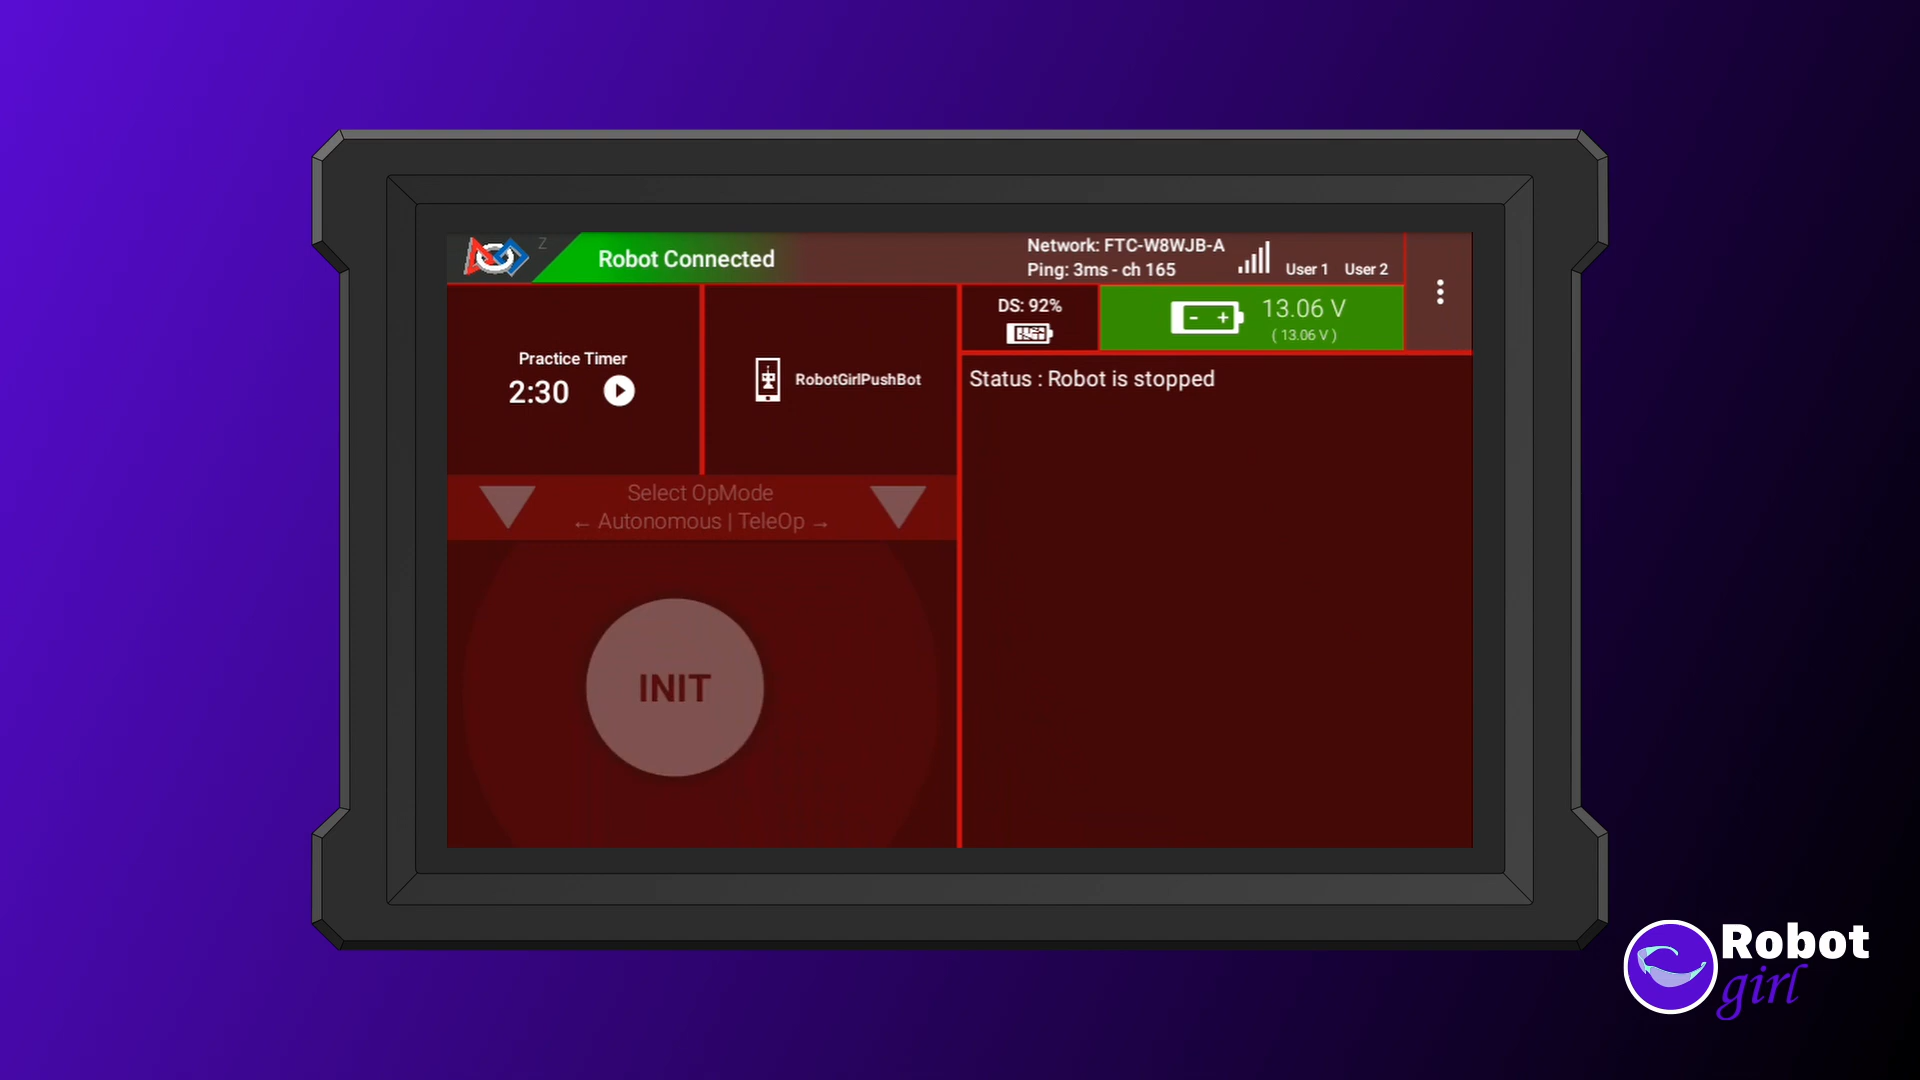 Z
Robot Connected
Network: FTC-W8WJB-A
Ping: 3ms - ch 165
User 1 User 2
DS: 92%
13.06 V
( 13.06 V )
Practice Timer
2:30
RobotGirlPushBot
Status : Robot is stopped
Select OpMode
← Autonomous | TeleOp →
INIT
Robot
girl